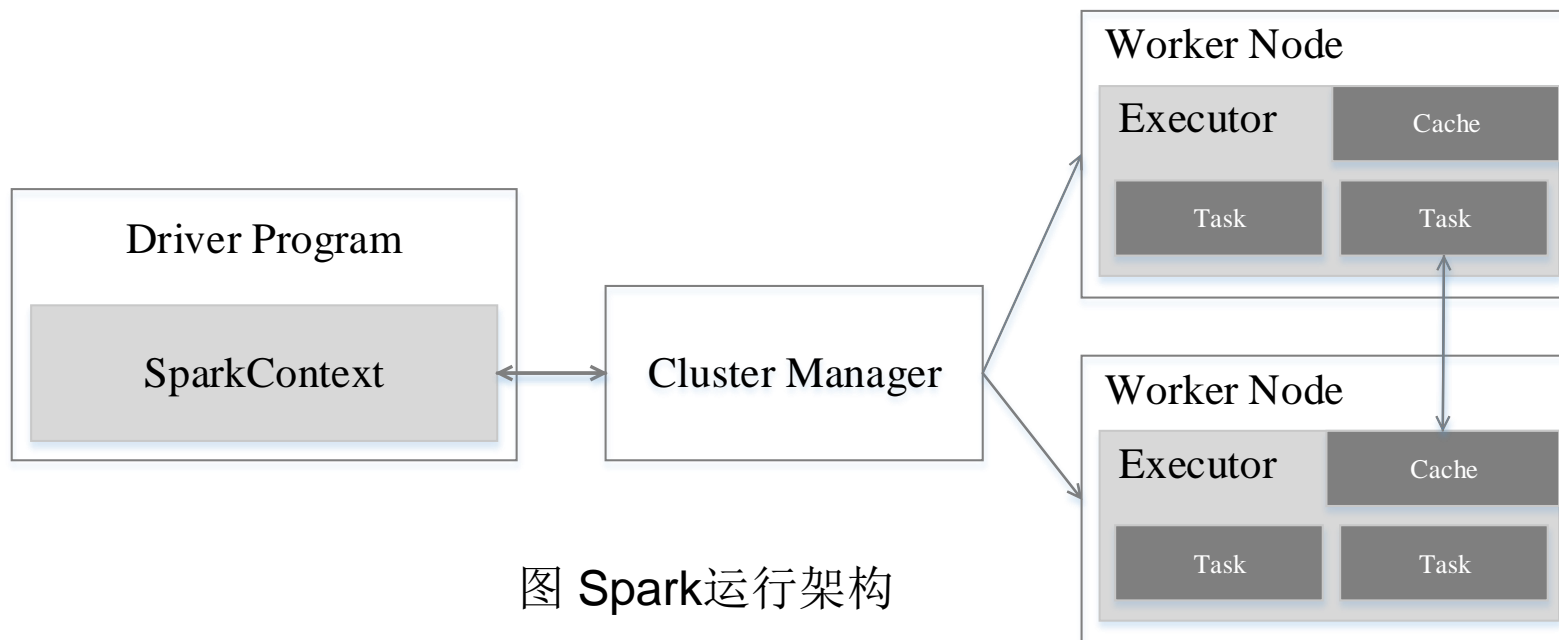 Worker Node
Executor
Cache
Task
Task
Driver Program
SparkContext
Cluster Manager
Worker Node
Executor
Cache
Task
Task
图 Spark运行架构